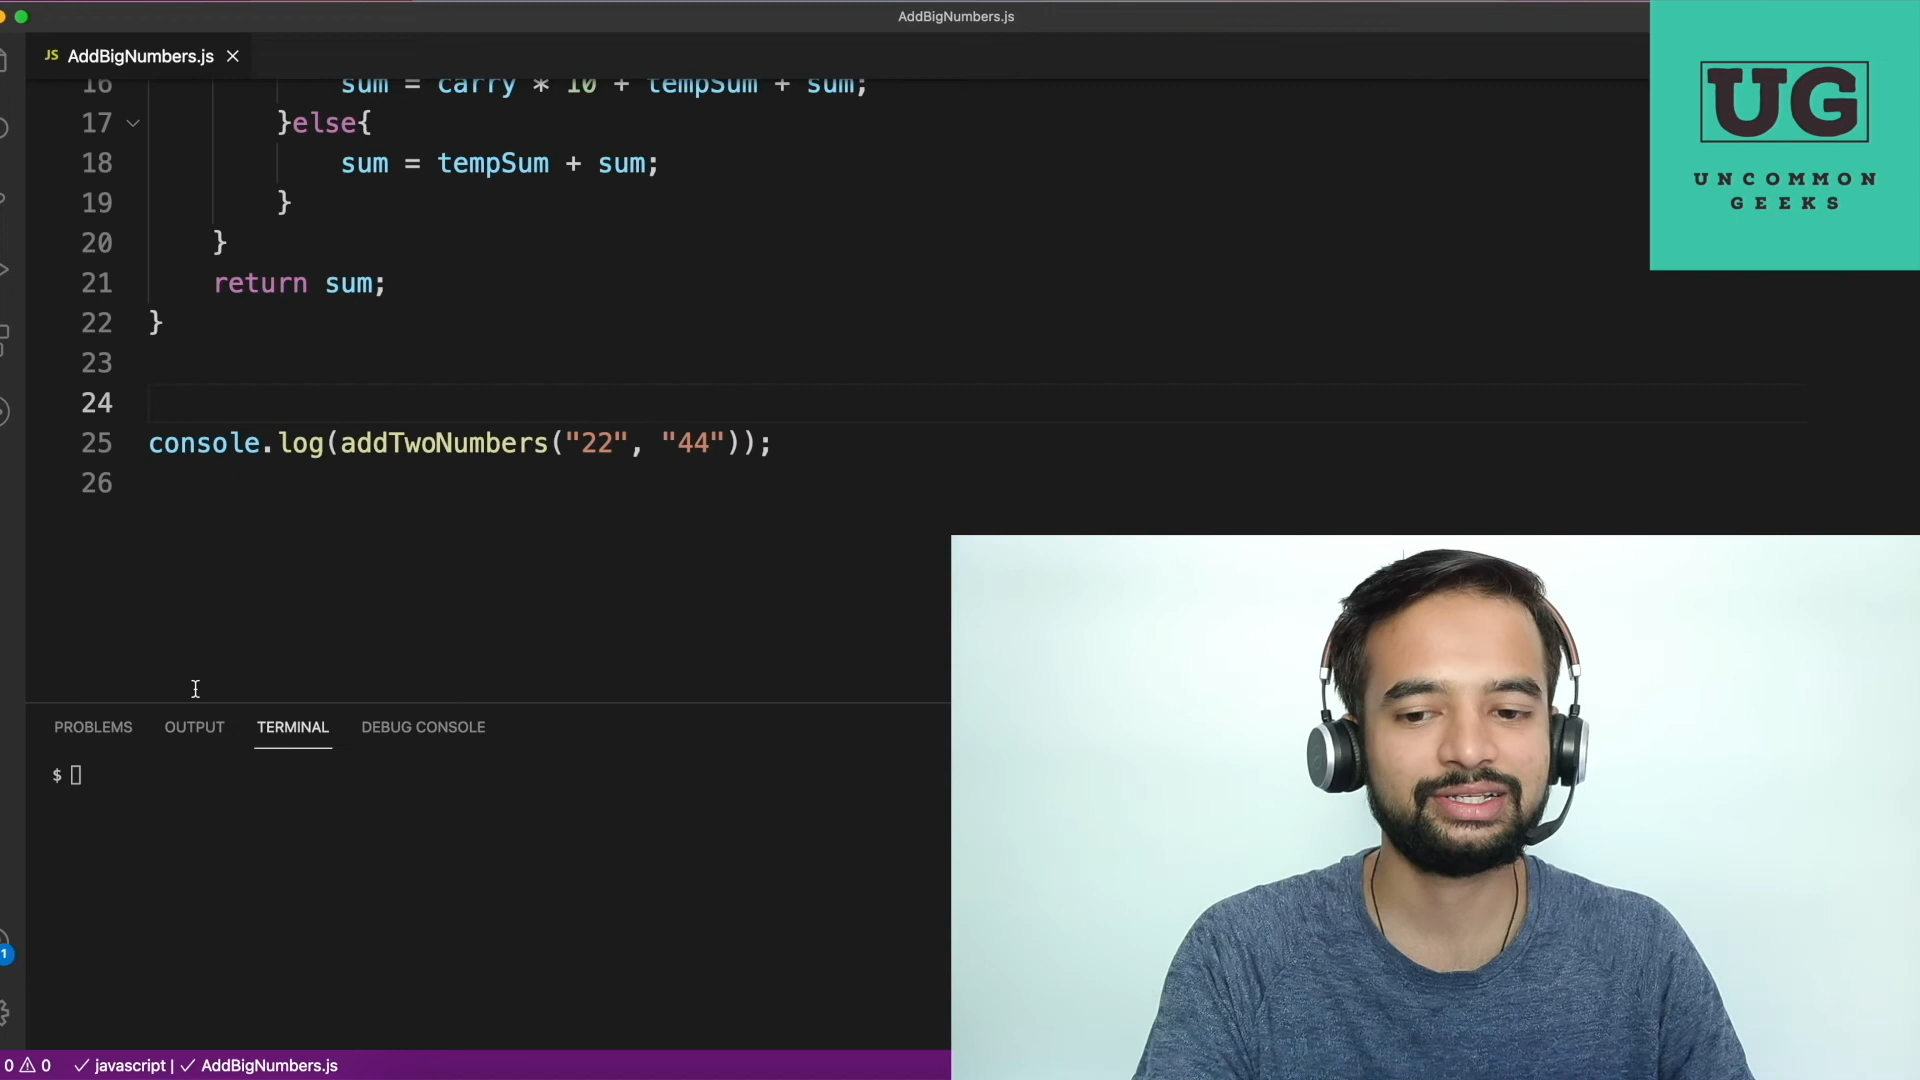 AddBigNumbers.js
JS AddBigNumbers.js
16 sum = carry * 10 + tempSum + sum;
17 }else{
18 sum = tempSum + sum;
19 }
20 }
21 return sum;
22 }
23
24
25 console.log(addTwoNumbers("22", "44"));
26
UG
UNCOMMON
GEEKS
PROBLEMS OUTPUT TERMINAL DEBUG CONSOLE
$
1
0 0 javascript | AddBigNumbers.js